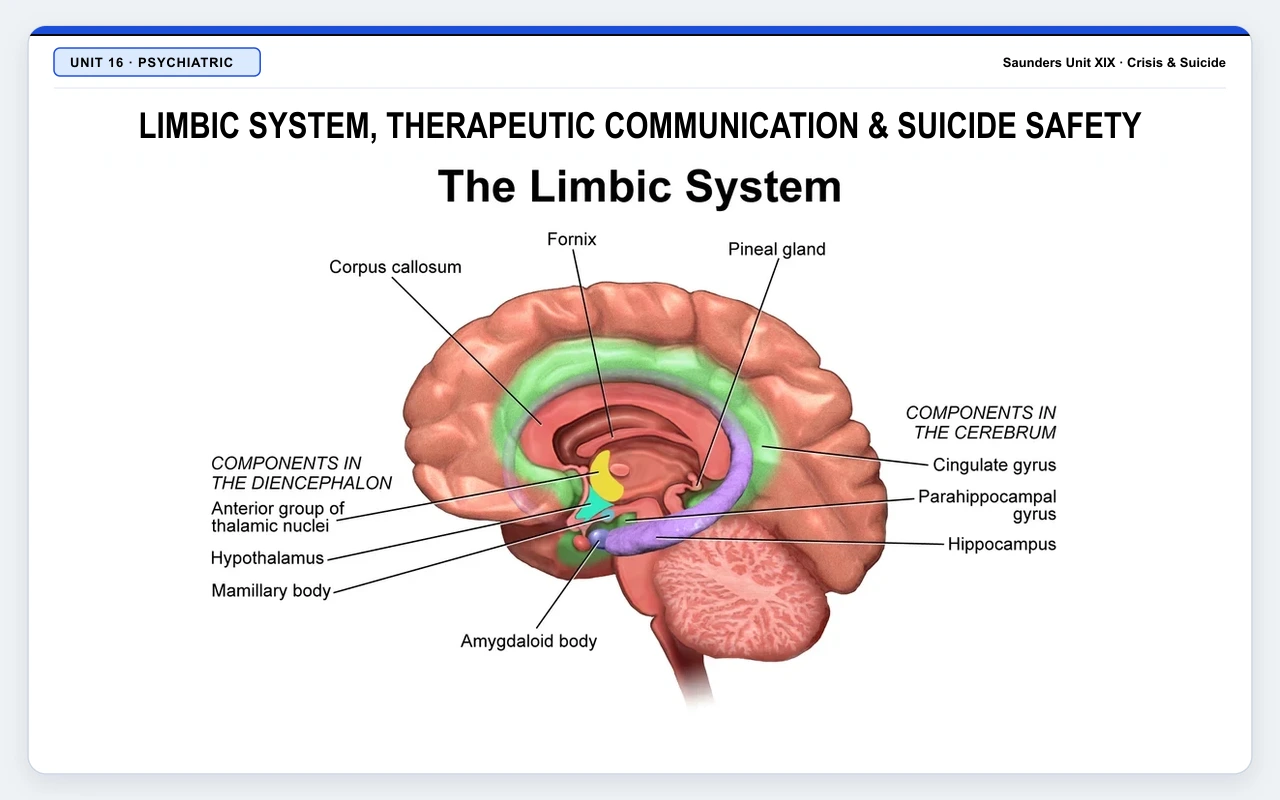 UNIT 16 · PSYCHIATRIC
Saunders Unit XIX · Crisis & Suicide
LIMBIC SYSTEM, THERAPEUTIC COMMUNICATION & SUICIDE SAFETY
The Limbic System
Fornix
Pineal gland
Corpus callosum
COMPONENTS IN
THE CEREBRUM
Cingulate gyrus
Parahippocampal
gyrus
Hippocampus
COMPONENTS IN
THE DIENCEPHALON
Anterior group of
thalamic nuclei
Hypothalamus
Mamillary body
Amygdaloid body